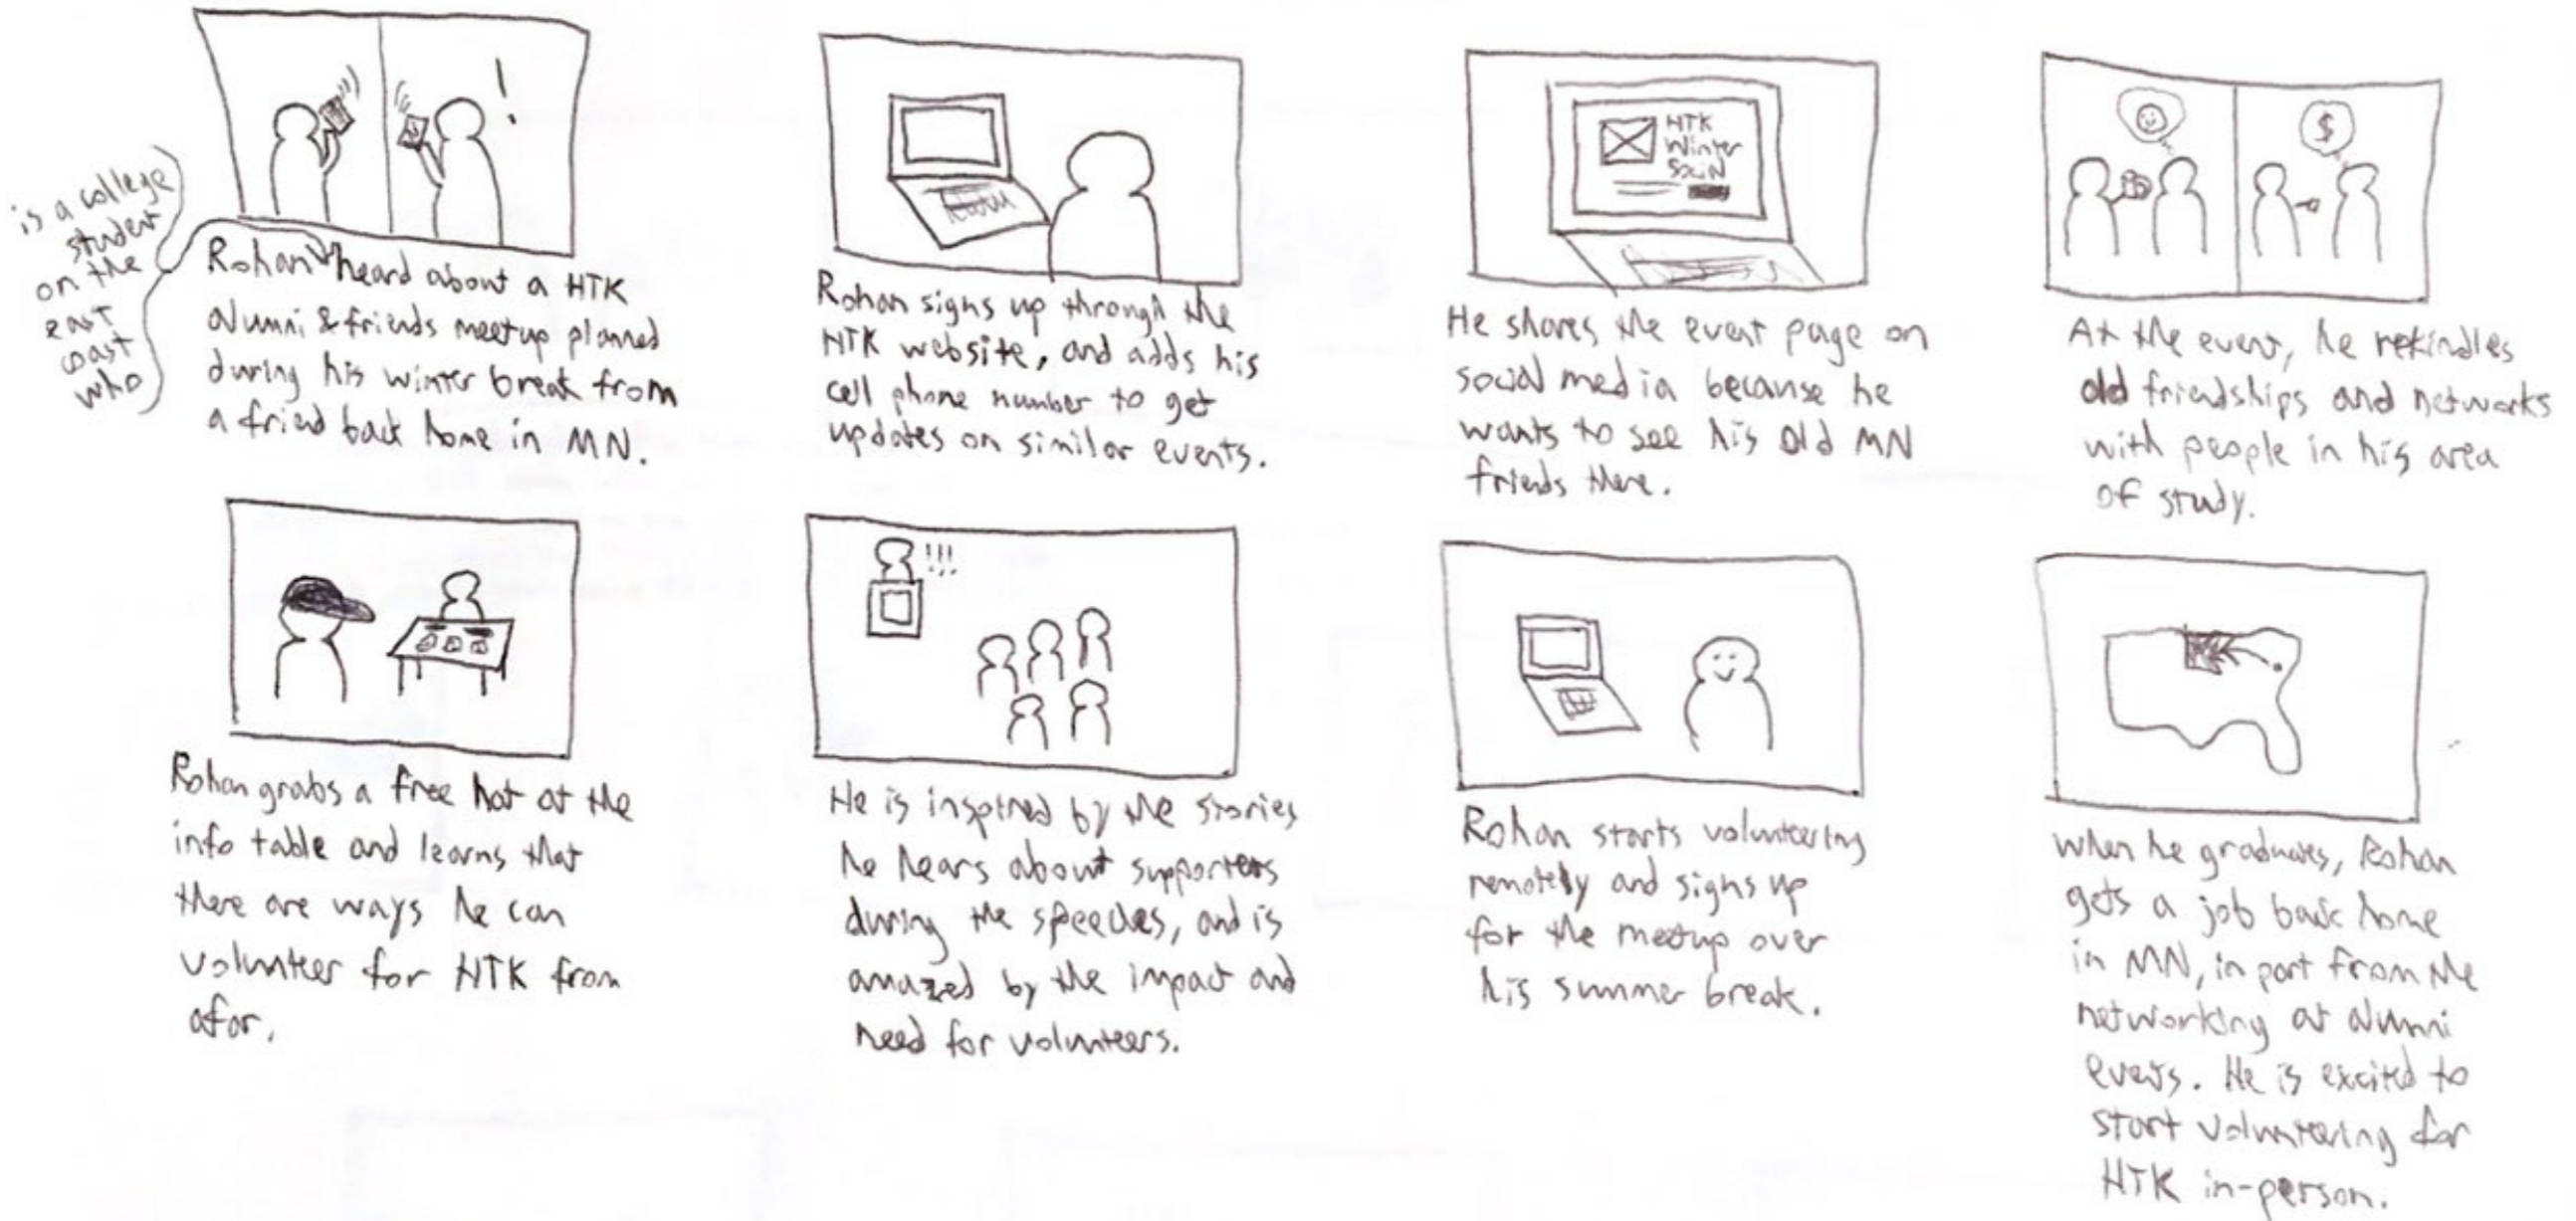 is a college
student
on the
east
coast
who
Rohan heard about a HTK
alumni & friends meetup planned
during his winter break from
a friend back home in MN.
Rohan signs up through the
HTK website, and adds his
cell phone number to get
updates on similar events.
HTK
Winter
Social
He shares the event page on
social media because he
wants to see his old MN
friends there.
$
At the event, he rekindles
old friendships and networks
with people in his area
of study.
Rohan grabs a free hat at the
info table and learns that
there are ways he can
volunteer for HTK from
afar.
!!!
He is inspired by the stories
he hears about supporters
during the speeches, and is
amazed by the impact and
need for volunteers.
Rohan starts volunteering
remotely and signs up
for the meetup over
his summer break.
When he graduates, Rohan
gets a job back home
in MN, in part from the
networking at alumni
events. He is excited to
start volunteering for
HTK in-person.